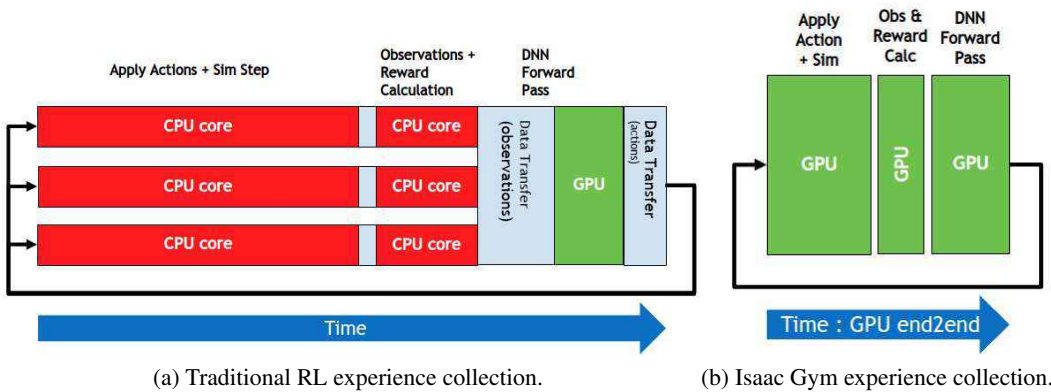 Apply Actions + Sim Step
Observations +
Reward
Calculation
DNN
Forward
Pass
CPU core
CPU core
CPU core
CPU core
CPU core
CPU core
Data Transfer
(observations)
GPU
Data Transfer
(actions)
Time
(a) Traditional RL experience collection.
Apply
Action
+ Sim
Obs &
Reward
Calc
DNN
Forward
Pass
GPU
GPU
GPU
Time : GPU end2end
(b) Isaac Gym experience collection.